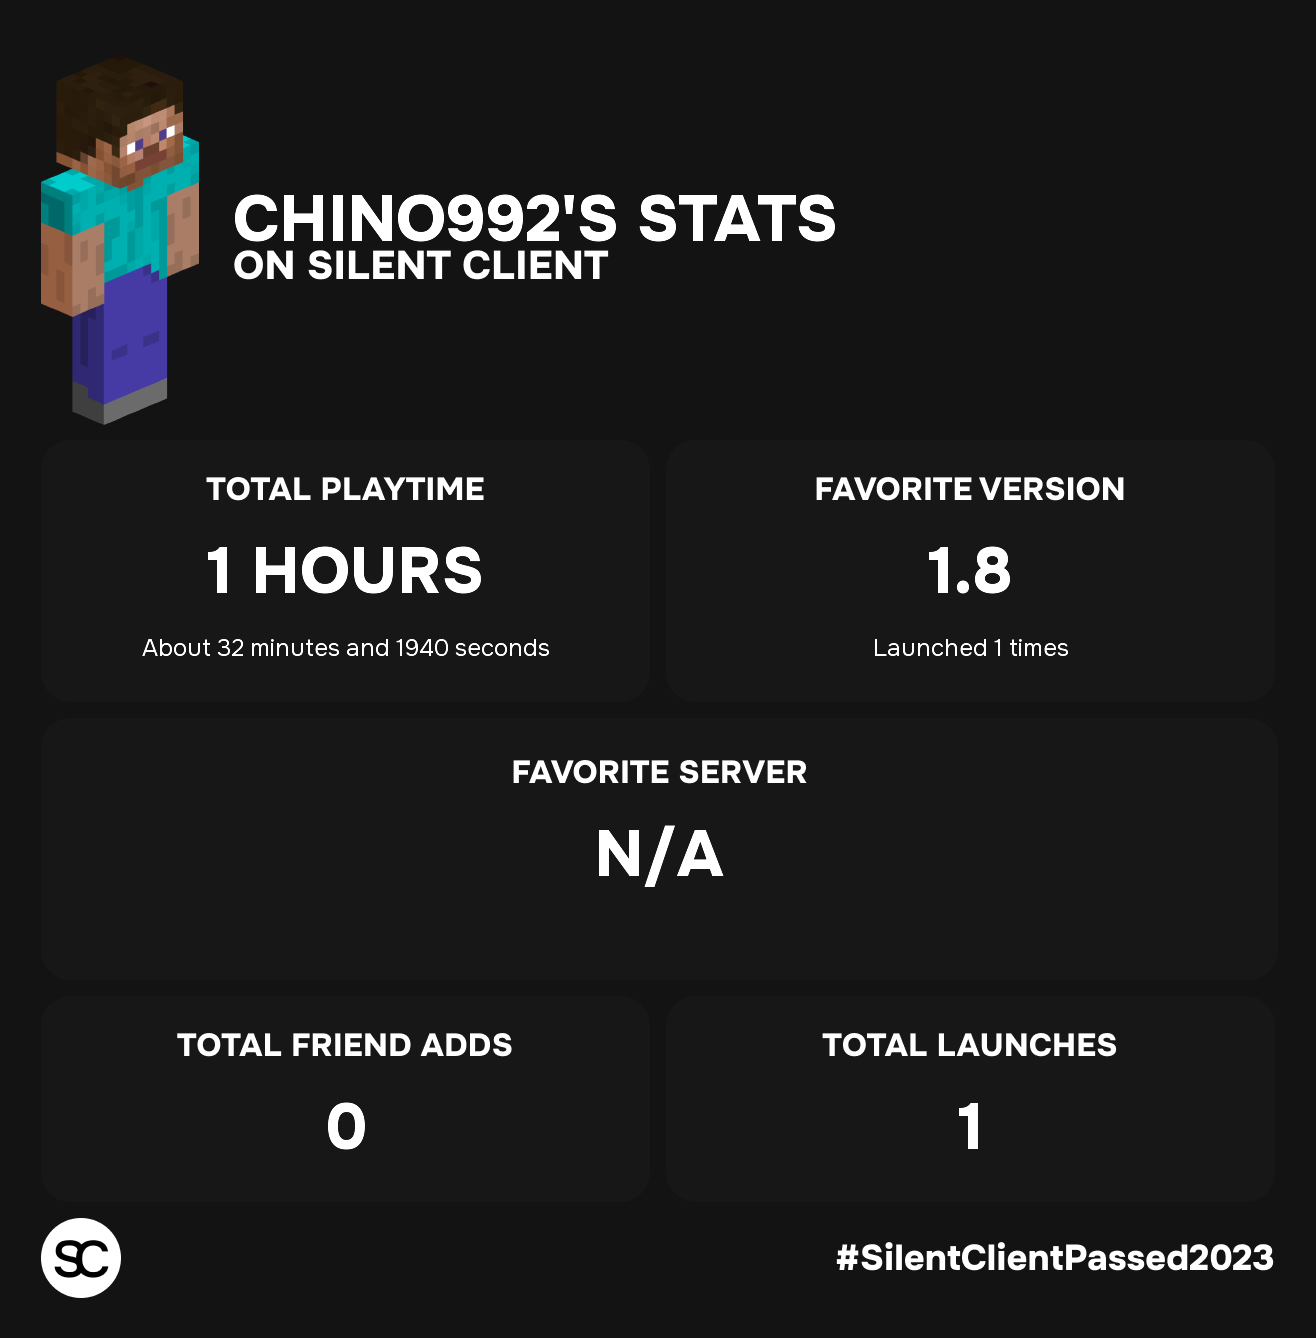 CHINO992'S STATS
ON SILENT CLIENT
TOTAL PLAYTIME
1 HOURS
About 32 minutes and 1940 seconds
FAVORITE VERSION
1.8
Launched 1 times
FAVORITE SERVER
N/A
TOTAL FRIEND ADDS
0
TOTAL LAUNCHES
1
SC
#SilentClientPassed2023